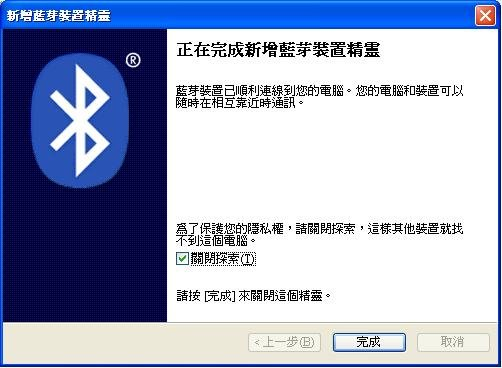 新增藍芽裝置精靈
®
正在完成新增藍芽裝置精靈
藍芽裝置已順利連線到您的電腦。您的電腦和裝置可以
隨時在相互靠近時通訊。
為了保護您的隱私權，請關閉探索，這樣其他裝置就找
不到這個電腦。
關閉探索(T)
請按 [完成] 來關閉這個精靈。
< 上一步(B)
完成
取消